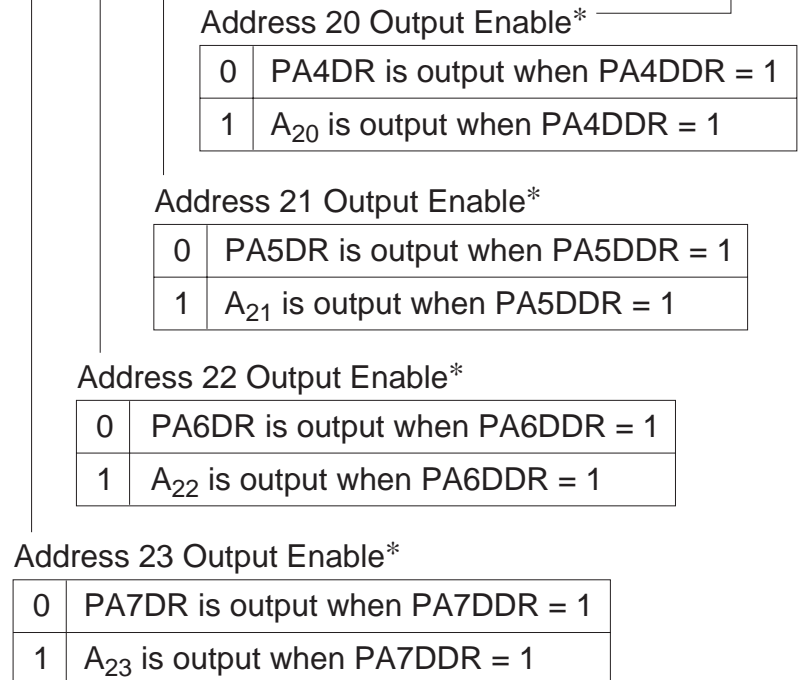 Address 20 Output Enable*
0 PA4DR is output when PA4DDR = 1
1 A20 is output when PA4DDR = 1
Address 21 Output Enable*
0 PA5DR is output when PA5DDR = 1
1 A21 is output when PA5DDR = 1
Address 22 Output Enable*
0 PA6DR is output when PA6DDR = 1
1 A22 is output when PA6DDR = 1
Address 23 Output Enable*
0 PA7DR is output when PA7DDR = 1
1 A23 is output when PA7DDR = 1